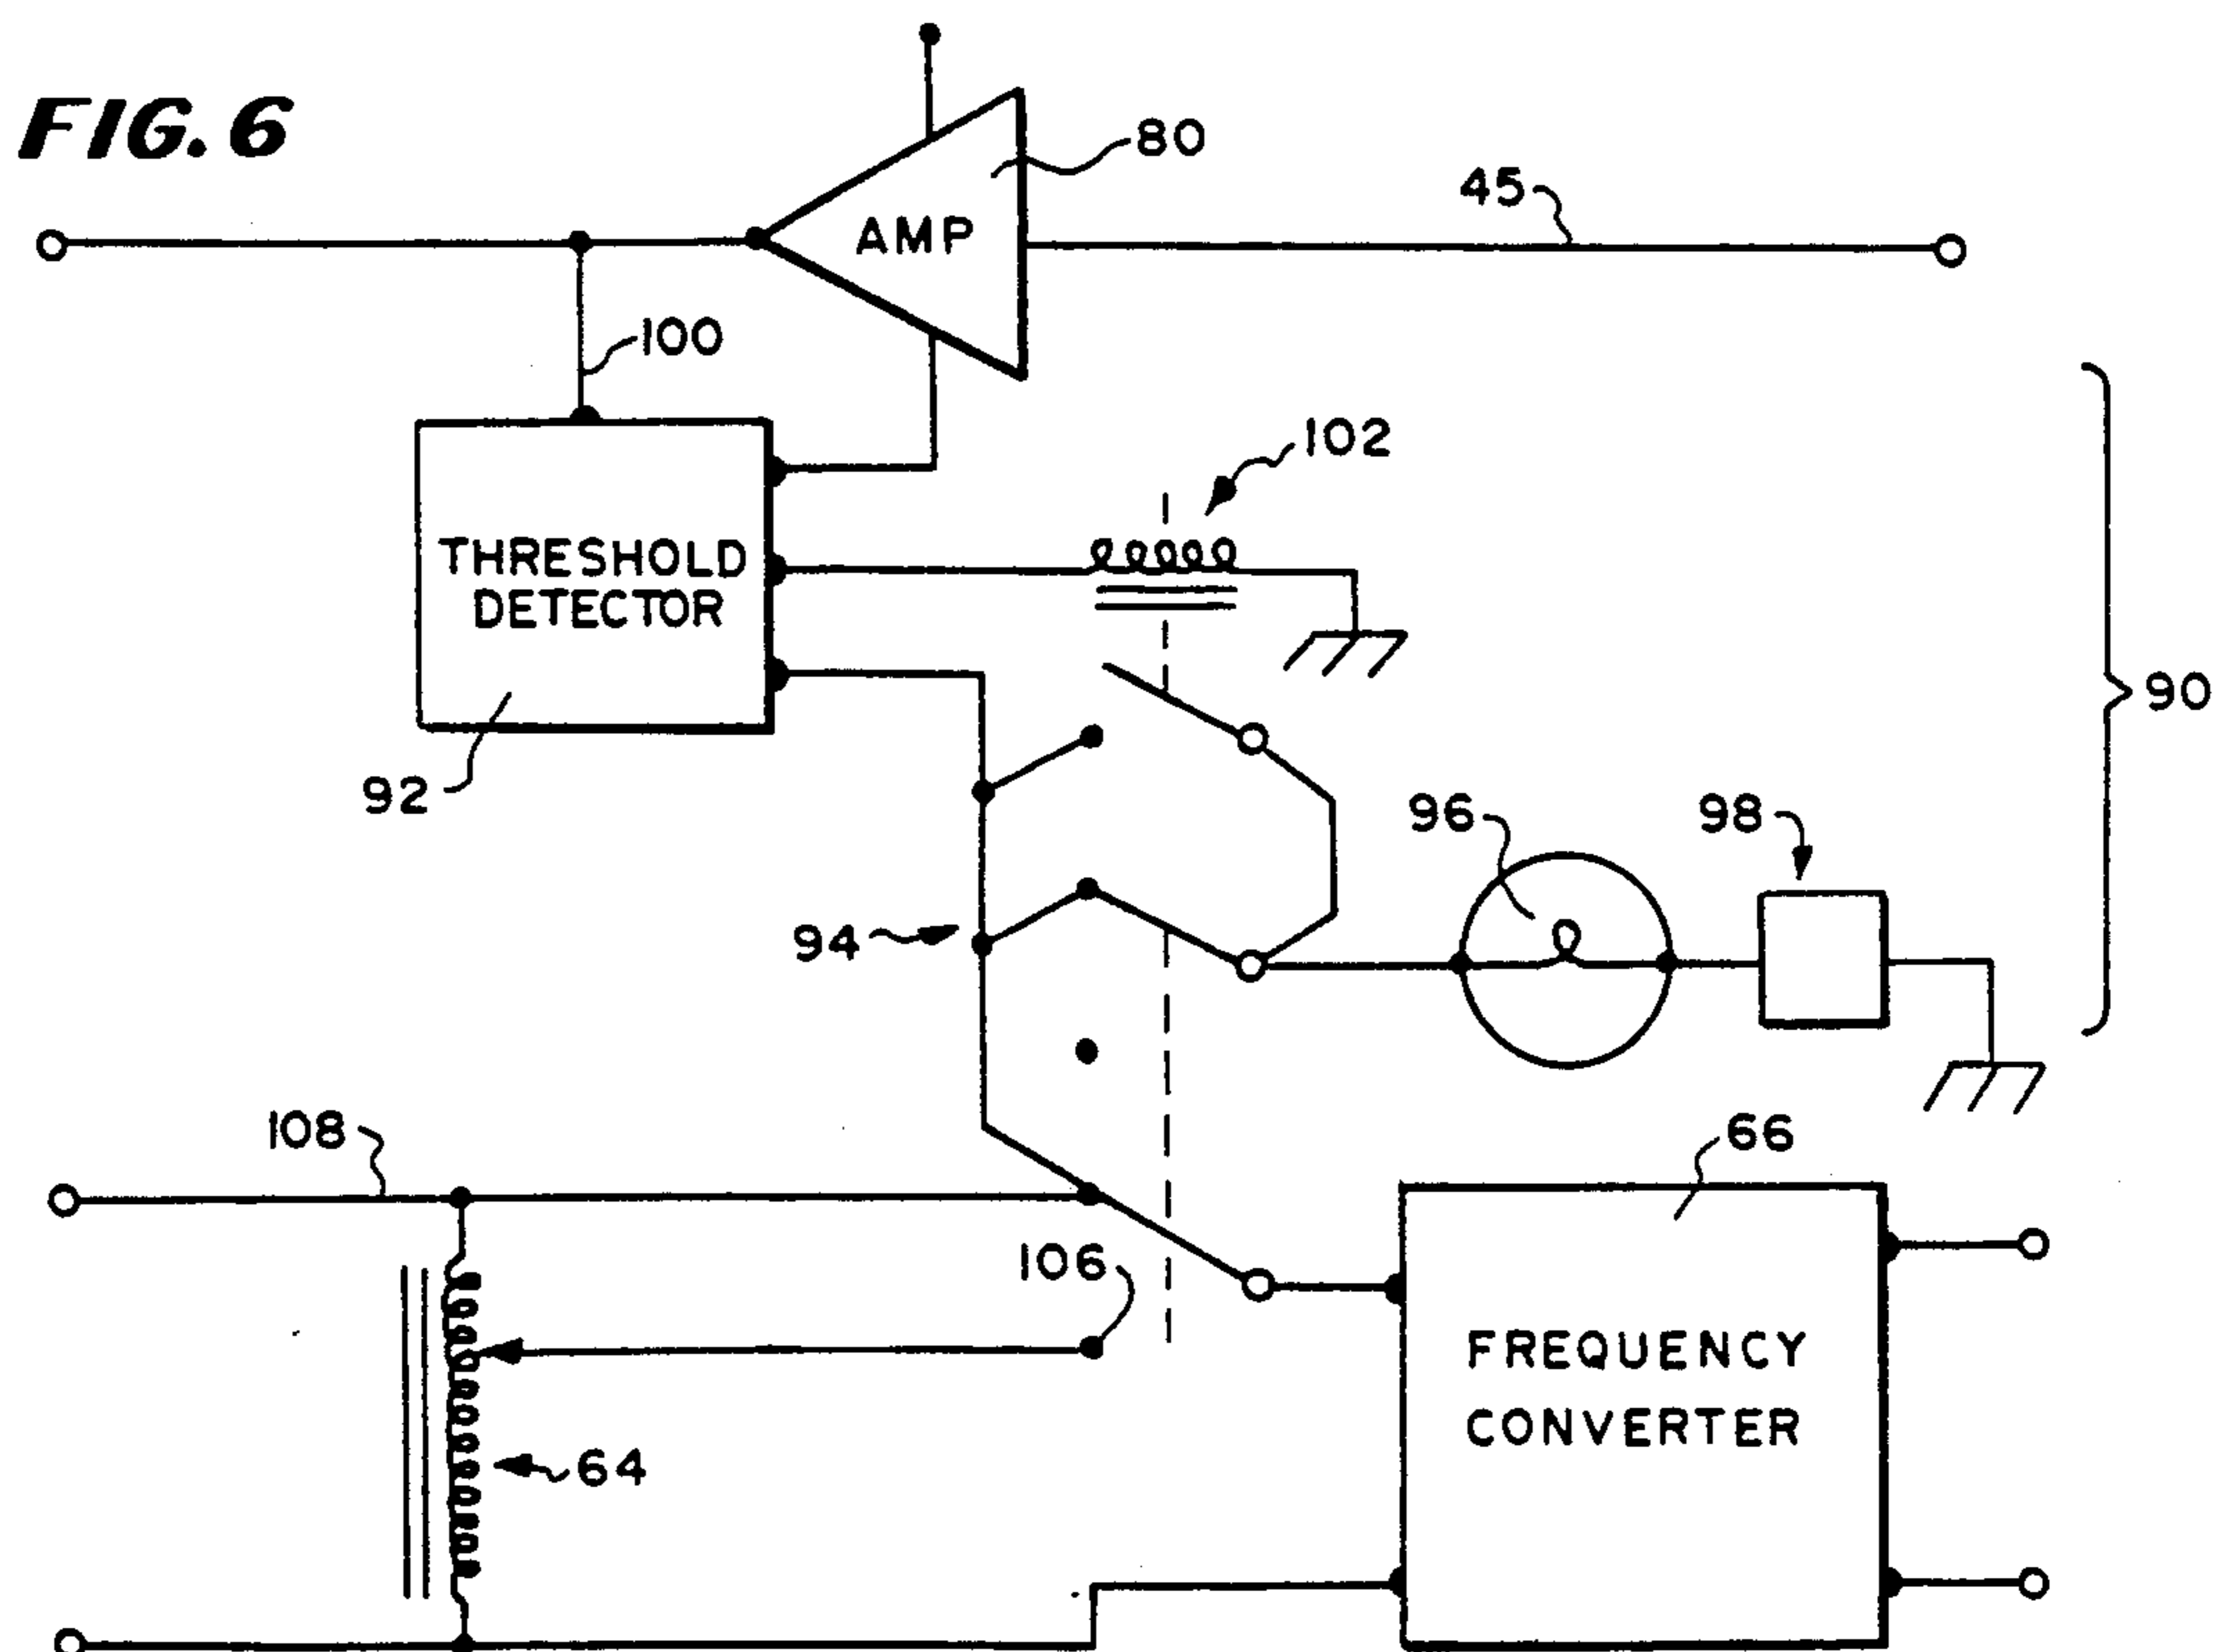 FIG. 6
80
45
AMP
100
102
THRESHOLD
DETECTOR
90
92
96
98
94
108
66
106
FREQUENCY
CONVERTER
64